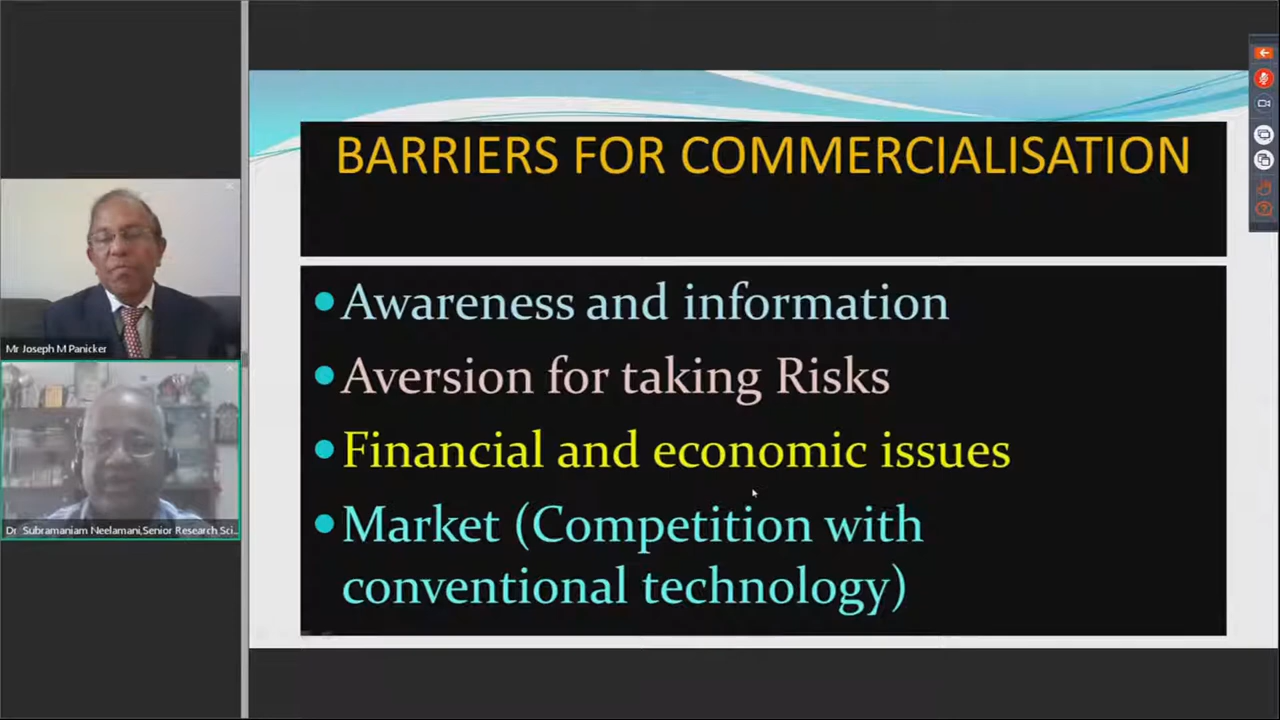 BARRIERS FOR COMMERCIALISATION
• Awareness and information
• Aversion for taking Risks
• Financial and economic issues
• Market (Competition with
conventional technology)
Mr Joseph M Panicker
Dr Subramaniam Neelamani,Senior Research Sci...